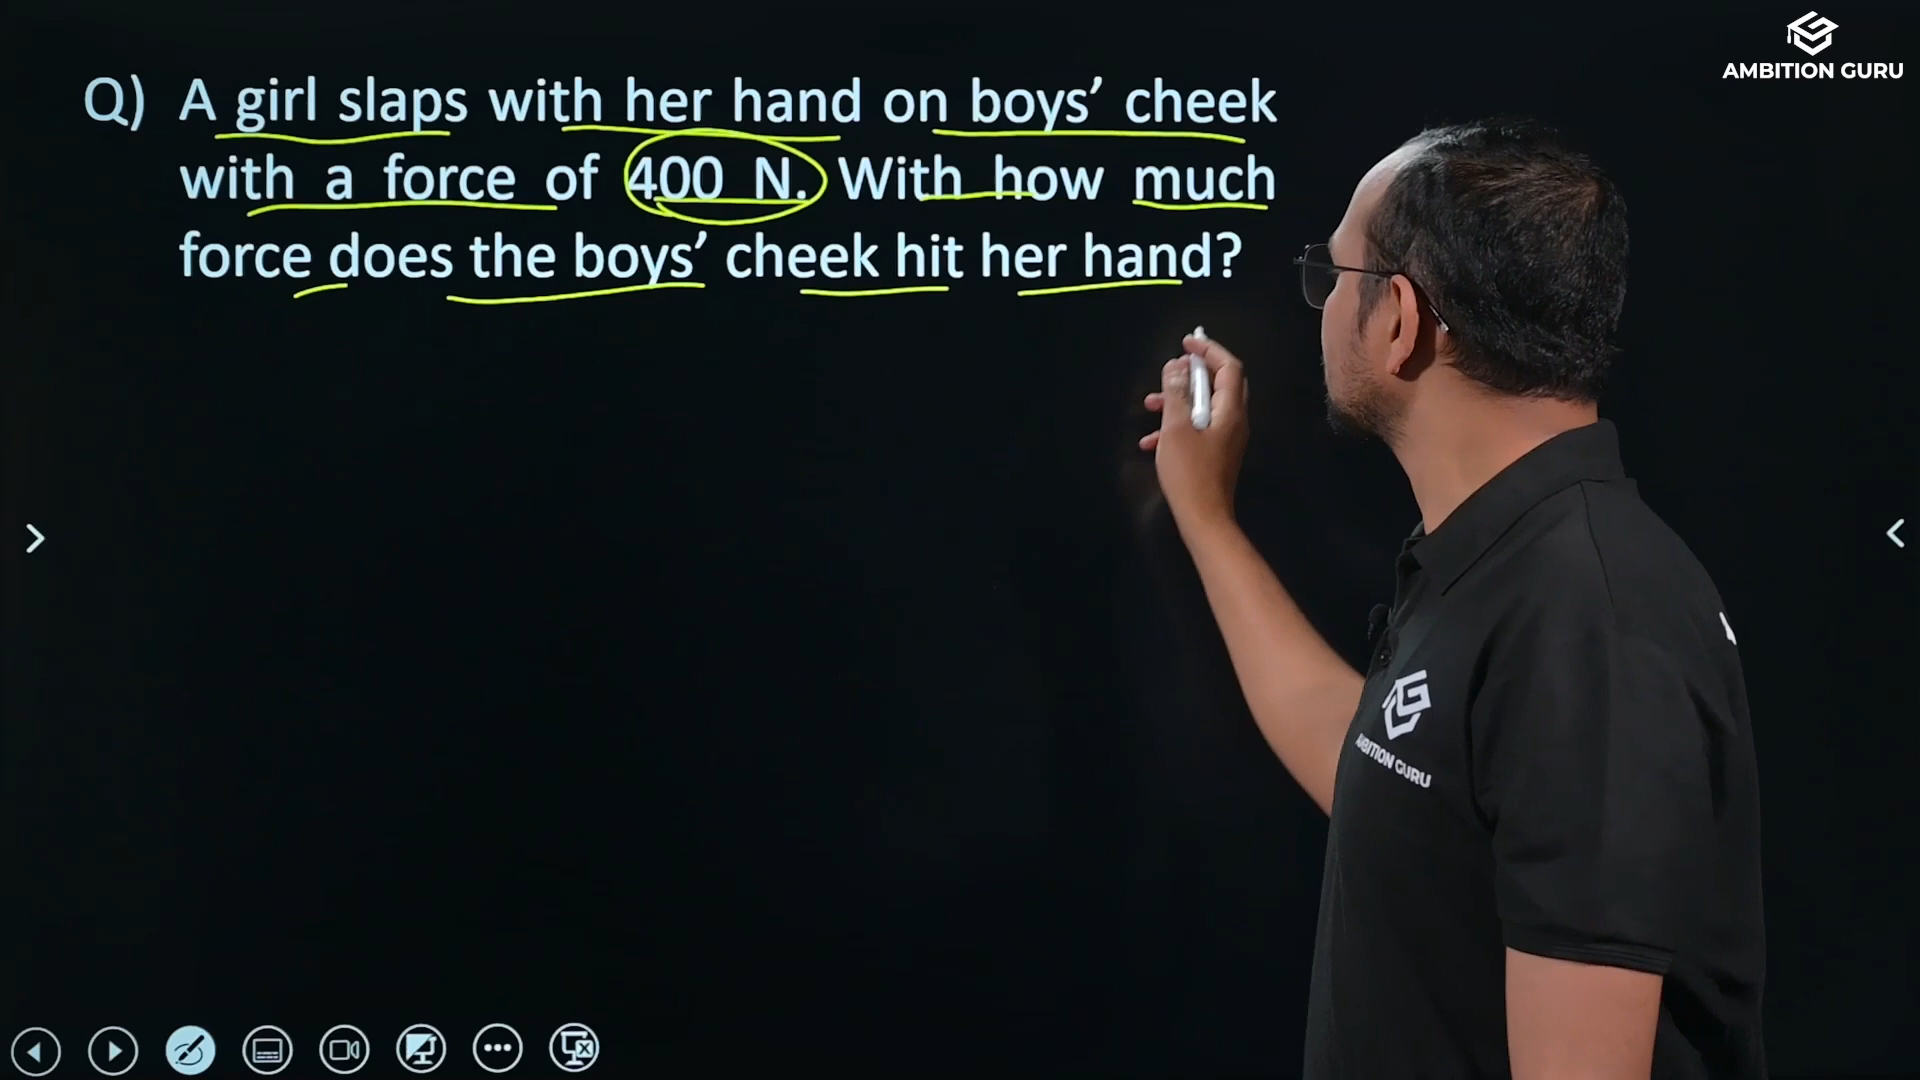 AMBITION GURU
Q) A girl slaps with her hand on boys’ cheek
with a force of 400 N. With how much
force does the boys’ cheek hit her hand?
AMBITION GURU